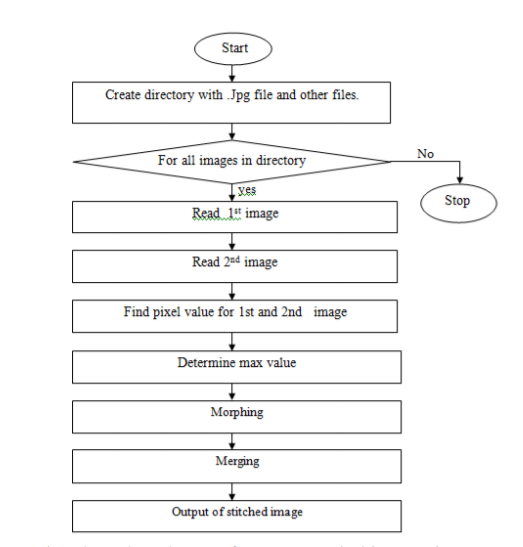 Start
Create directory with .Jpg file and other files.
For all images in directory
No
yes
Stop
Read 1st image
Read 2nd image
Find pixel value for 1st and 2nd image
Determine max value
Morphing
Merging
Output of stitched image